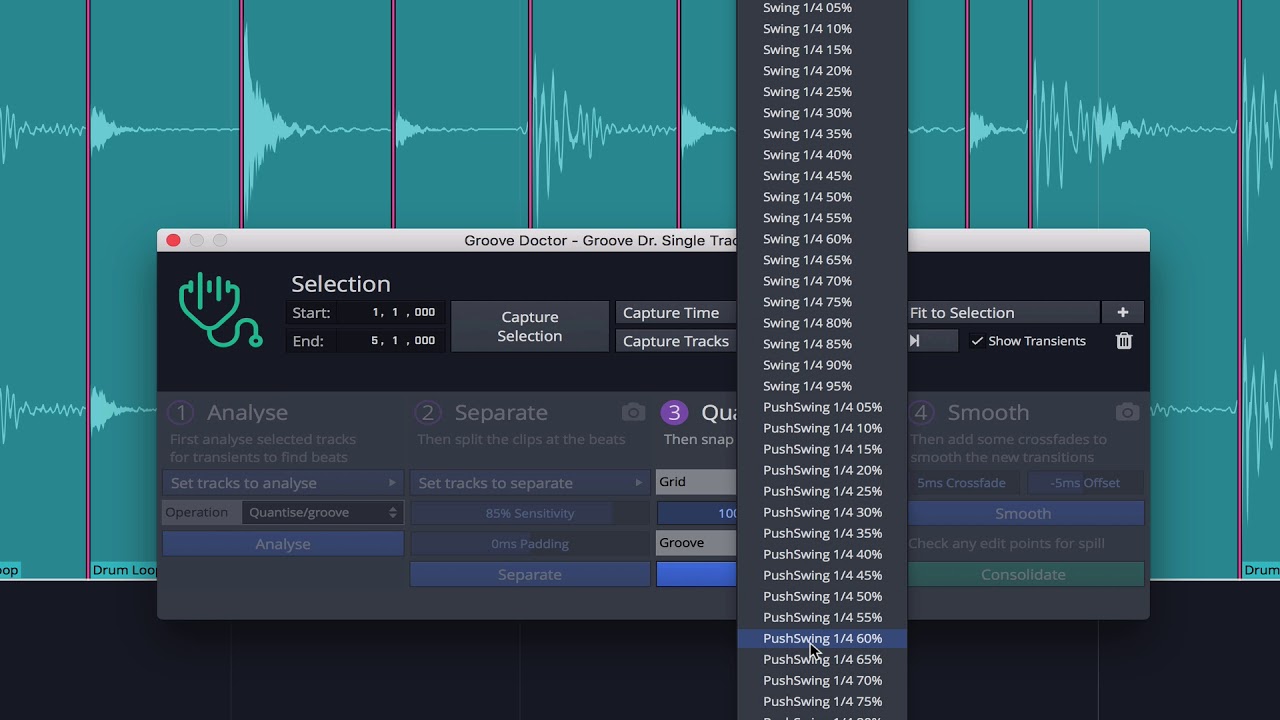 Groove Doctor - Groove Dr. Single Trac
Selection
Start: 1, 1 , 000
End: 5, 1 , 000
Capture
Selection
Capture Time
Capture Tracks
Fit to Selection
+
Show Transients
1 Analyse
First analyse selected tracks
for transients to find beats
Set tracks to analyse
Operation Quantise/groove
Analyse
2 Separate
Then split the clips at the beats
Set tracks to separate
85% Sensitivity
0ms Padding
Separate
3 Qua
Then snap
Grid
100
Groove
Swing 1/4 05%
Swing 1/4 10%
Swing 1/4 15%
Swing 1/4 20%
Swing 1/4 25%
Swing 1/4 30%
Swing 1/4 35%
Swing 1/4 40%
Swing 1/4 45%
Swing 1/4 50%
Swing 1/4 55%
Swing 1/4 60%
Swing 1/4 65%
Swing 1/4 70%
Swing 1/4 75%
Swing 1/4 80%
Swing 1/4 85%
Swing 1/4 90%
Swing 1/4 95%
PushSwing 1/4 05%
PushSwing 1/4 10%
PushSwing 1/4 15%
PushSwing 1/4 20%
PushSwing 1/4 25%
PushSwing 1/4 30%
PushSwing 1/4 35%
PushSwing 1/4 40%
PushSwing 1/4 45%
PushSwing 1/4 50%
PushSwing 1/4 55%
PushSwing 1/4 60%
PushSwing 1/4 65%
PushSwing 1/4 70%
PushSwing 1/4 75%
4 Smooth
Then add some crossfades to
smooth the new transitions
5ms Crossfade
-5ms Offset
Smooth
Check any edit points for spill
Consolidate
oop
Drum Loop
Drum